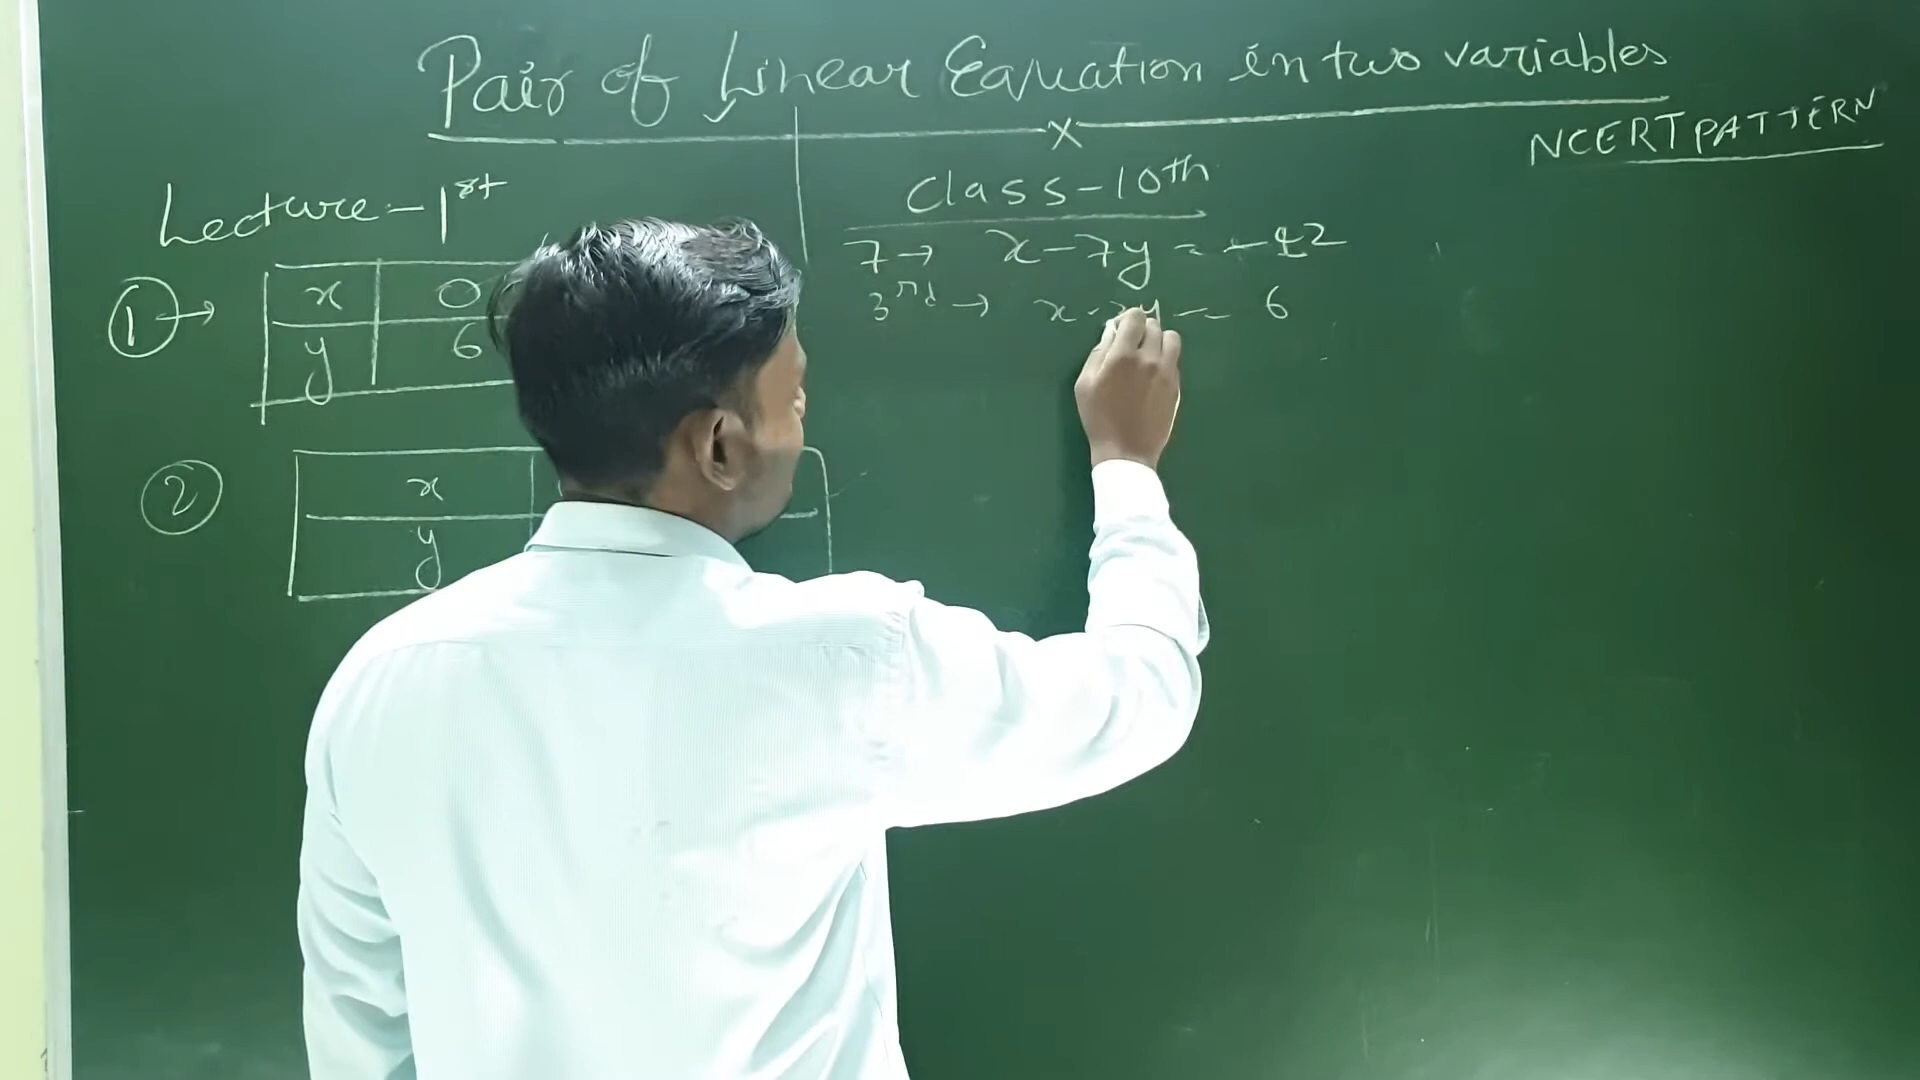 Pair of Linear Equation in two variables
x
NCERT PATTERN
Lecture - 1st
Class - 10th
7 → x - 7y = -42
3rd → x - 3y = 6
① →
x 0
y 6
②
x
y